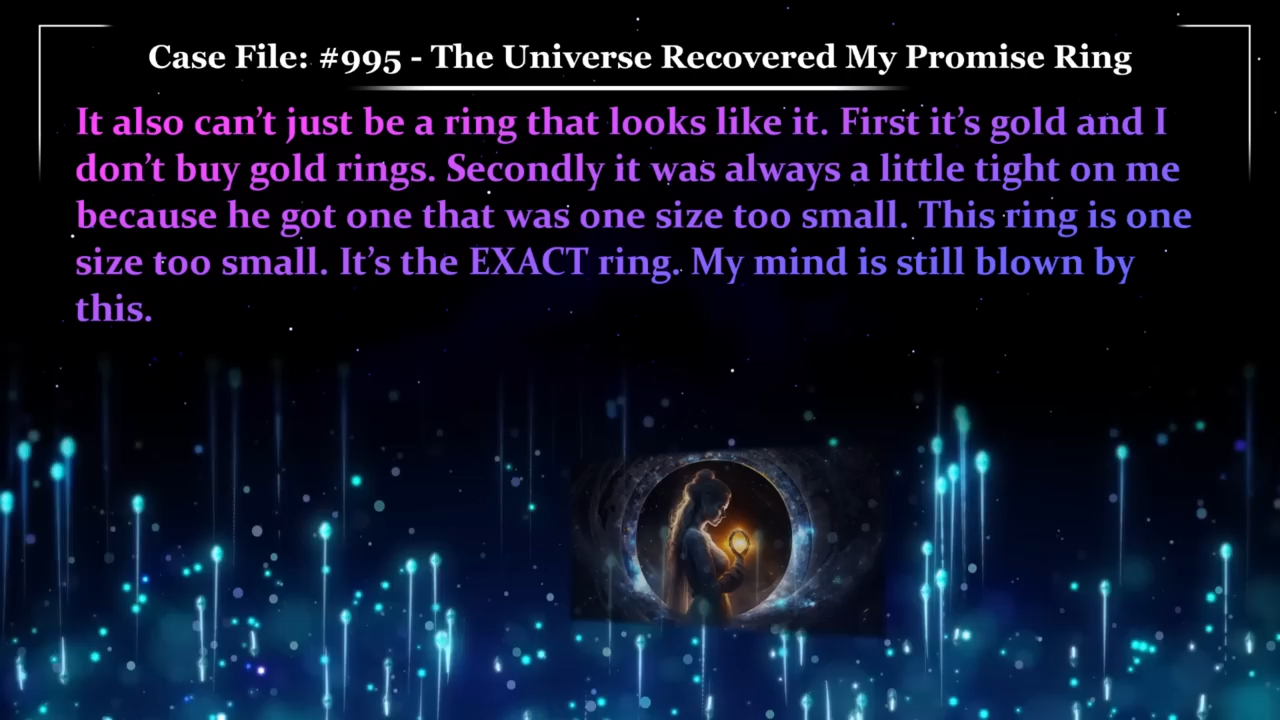 Case File: #995 - The Universe Recovered My Promise Ring
It also can’t just be a ring that looks like it. First it’s gold and I
don’t buy gold rings. Secondly it was always a little tight on me
because he got one that was one size too small. This ring is one
size too small. It’s the EXACT ring. My mind is still blown by
this.